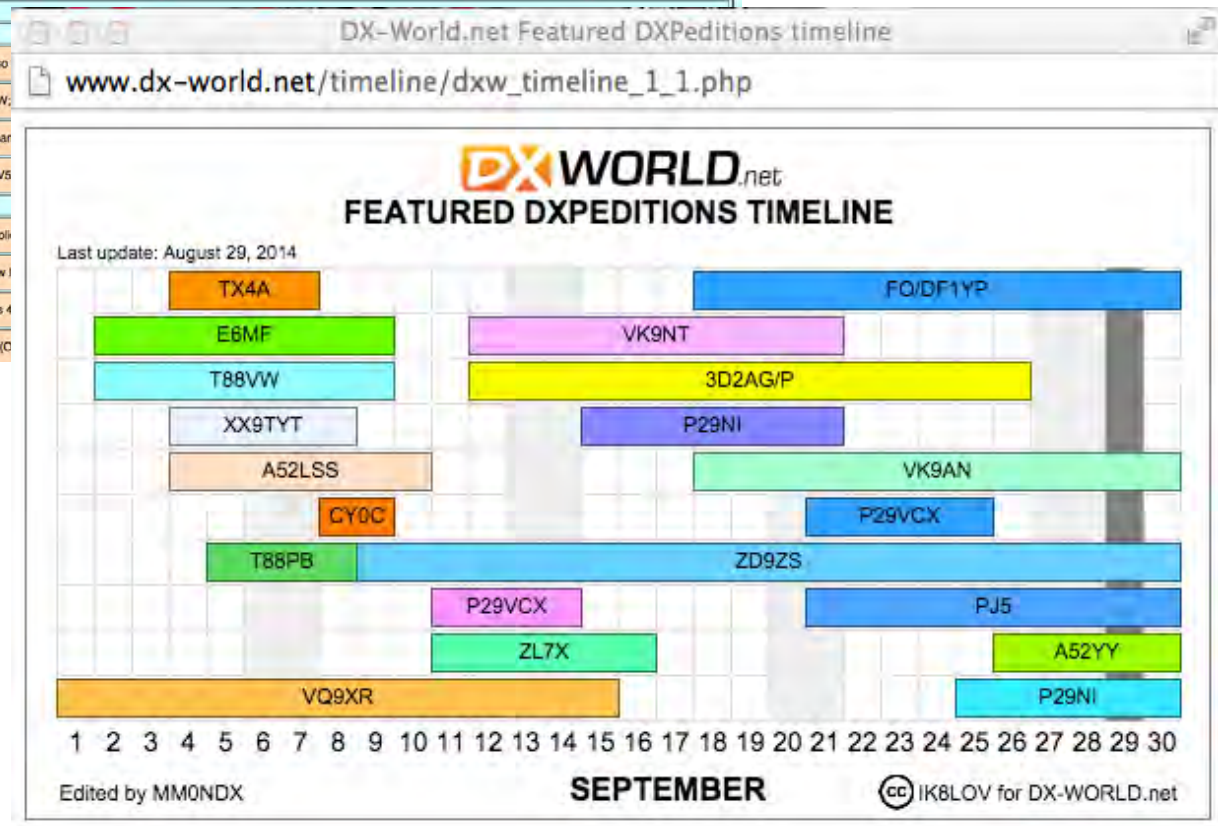 DX-World.net Featured DXPeditions timeline
www.dx-world.net/timeline/dxw_timeline_1_1.php
DX WORLD.net
FEATURED DXPEDITIONS TIMELINE
Last update: August 29, 2014
TX4A FO/DF1YP
E6MF VK9NT
T88VW 3D2AG/P
XX9TYT P29NI
A52LSS VK9AN
CY0C P29VCX
T88PB ZD9ZS
P29VCX PJ5
ZL7X A52YY
VQ9XR P29NI
1 2 3 4 5 6 7 8 9 10 11 12 13 14 15 16 17 18 19 20 21 22 23 24 25 26 27 28 29 30
Edited by MM0NDX SEPTEMBER (cc) IK8LOV for DX-WORLD.net